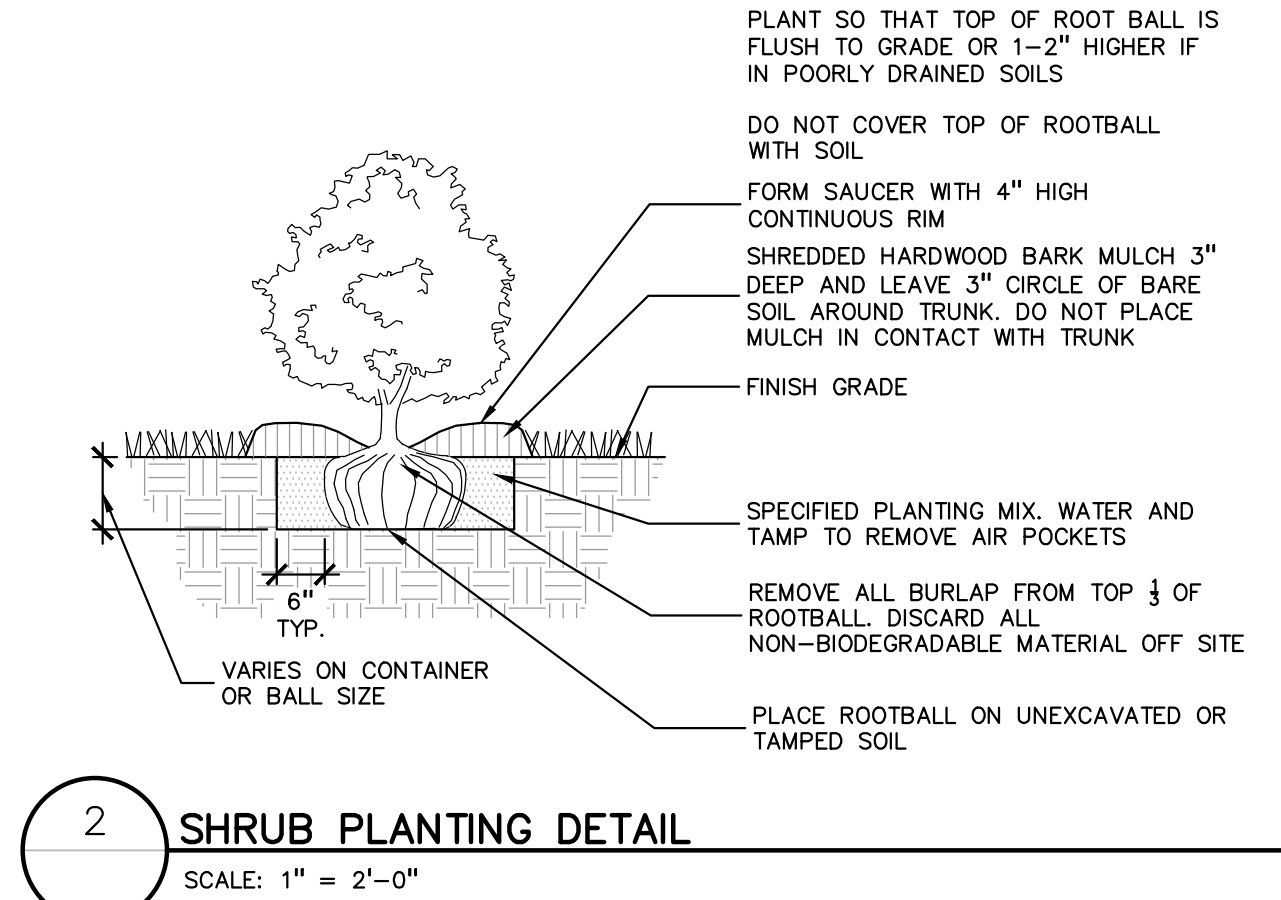 PLANT SO THAT TOP OF ROOT BALL IS
FLUSH TO GRADE OR 1-2" HIGHER IF
IN POORLY DRAINED SOILS
DO NOT COVER TOP OF ROOTBALL
WITH SOIL
FORM SAUCER WITH 4" HIGH
CONTINUOUS RIM
SHREDDED HARDWOOD BARK MULCH 3"
DEEP AND LEAVE 3" CIRCLE OF BARE
SOIL AROUND TRUNK. DO NOT PLACE
MULCH IN CONTACT WITH TRUNK
FINISH GRADE
SPECIFIED PLANTING MIX. WATER AND
TAMP TO REMOVE AIR POCKETS
REMOVE ALL BURLAP FROM TOP 1/3 OF
ROOTBALL. DISCARD ALL
NON-BIODEGRADABLE MATERIAL OFF SITE
PLACE ROOTBALL ON UNEXCAVATED OR
TAMPED SOIL
6"
TYP.
VARIES ON CONTAINER
OR BALL SIZE
2
SHRUB PLANTING DETAIL
SCALE: 1" = 2'-0"